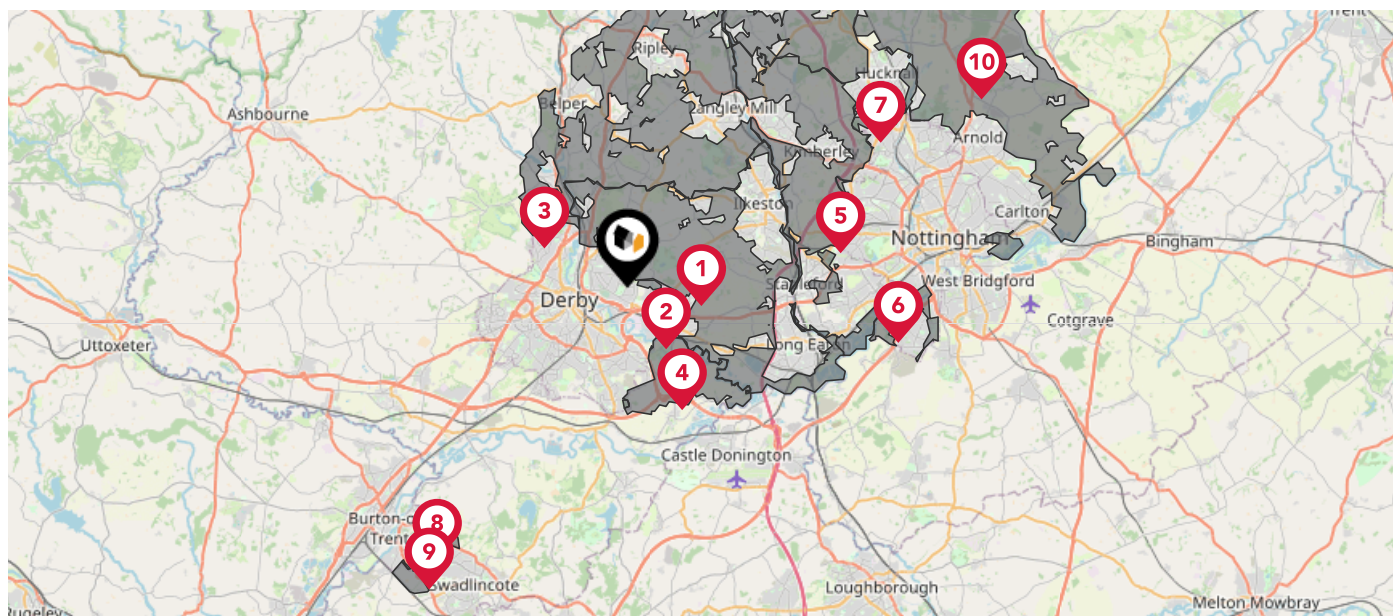 Trent
Ripley
Hucknall
10
Belper
Ashbourne
Langley Mill
7
Arnold
Kimberley
Ilkeston
3
5
Carlton
Nottingham
Bingham
1
Stapleford
West Bridgford
Derby
2
6
Cotgrave
Uttoxeter
Long Eaton
4
Castle Donington
Burton-o
Trent
8
9
Swadlincote
Loughborough
Rugeley
Melton Mowbray